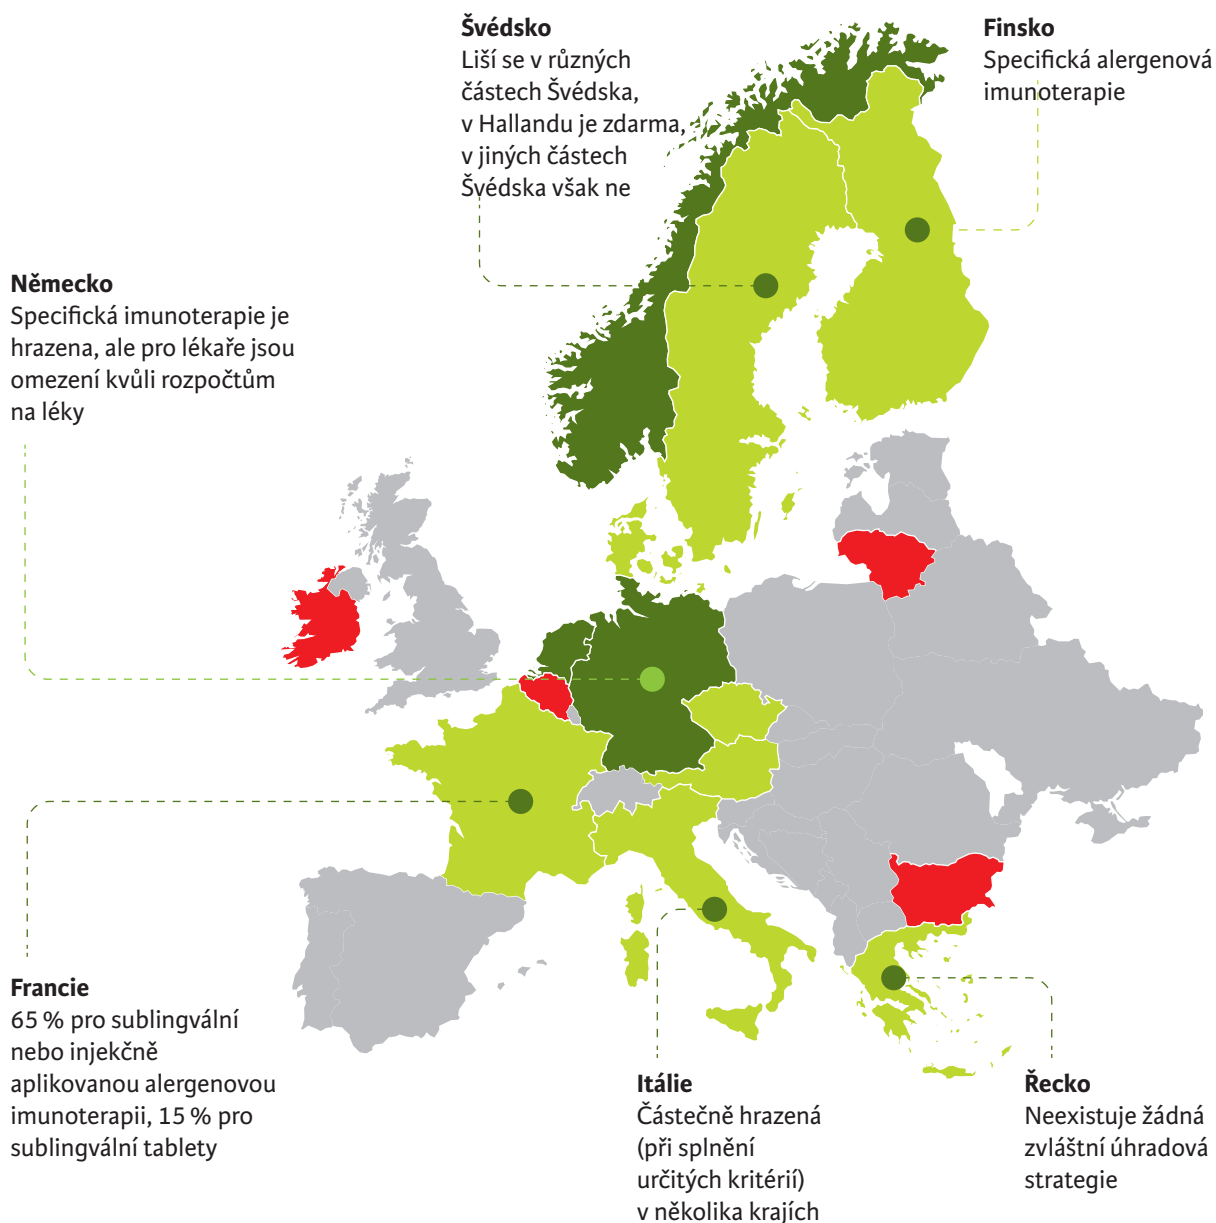 Švédsko
Liší se v různých
částech Švédska,
v Hallandu je zdarma,
v jiných částech
Švédska však ne
Finsko
Specifická alergenová
imunoterapie
Německo
Specifická imunoterapie je
hrazena, ale pro lékaře jsou
omezení kvůli rozpočtům
na léky
Francie
65 % pro sublingvální
nebo injekčně
aplikovanou alergenovou
imunoterapii, 15 % pro
sublingvální tablety
Itálie
Částečně hrazená
(při splnění
určitých kritérií)
v několika krajích
Řecko
Neexistuje žádná
zvláštní úhradová
strategie